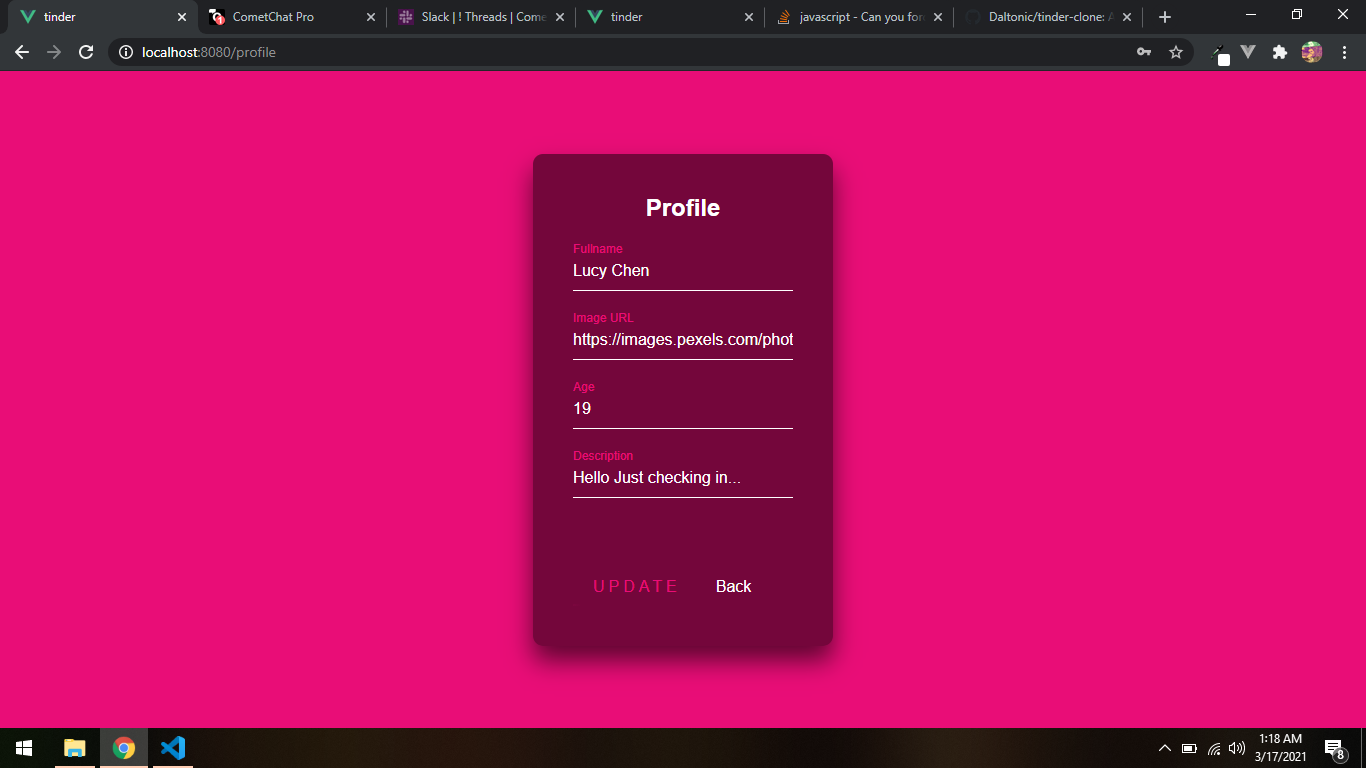 tinder
CometChat Pro
Slack | ! Threads | Come
tinder
javascript - Can you for
Daltonic/tinder-clone: A
localhost:8080/profile
Profile
Fullname
Lucy Chen
Image URL
https://images.pexels.com/phot
Age
19
Description
Hello Just checking in...
UPDATE
Back
1:18 AM
3/17/2021
8